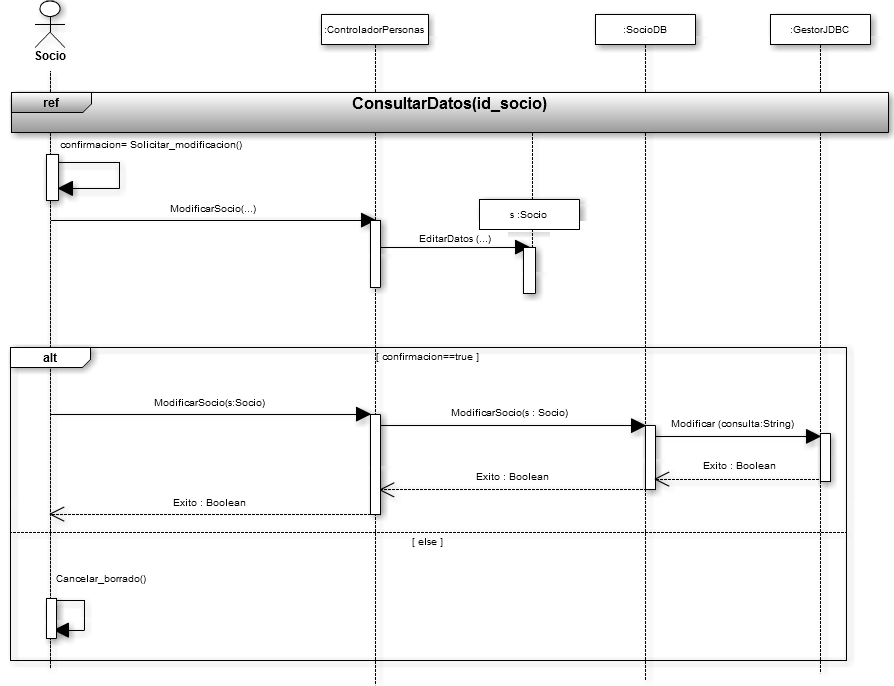 :ControladorPersonas
:SocioDB
:GestorJDBC
Socio
ref
ConsultarDatos(id_socio)
confirmacion= Solicitar_modificacion()
ModificarSocio(...)
s :Socio
EditarDatos (...)
alt
[ confirmacion==true ]
ModificarSocio(s:Socio)
ModificarSocio(s : Socio)
Modificar (consulta:String)
Exito : Boolean
Exito : Boolean
Exito : Boolean
[ else ]
Cancelar_borrado()